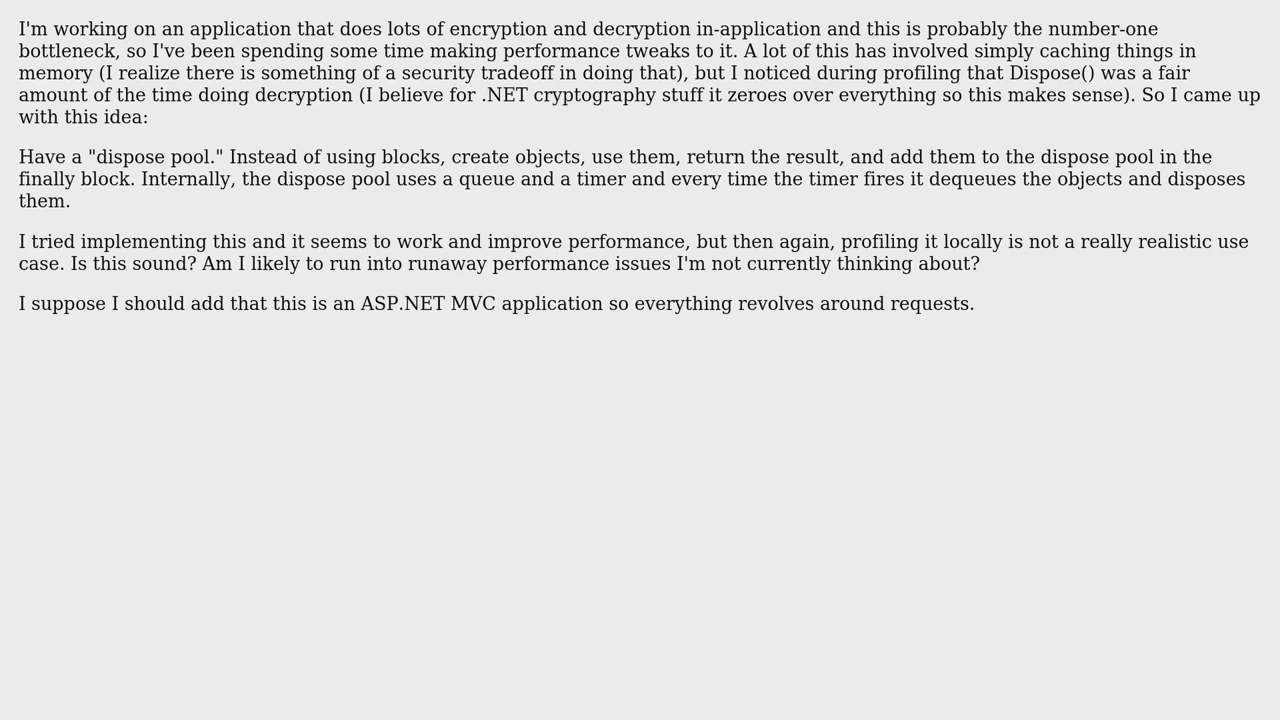 I'm working on an application that does lots of encryption and decryption in-application and this is probably the number-one
bottleneck, so I've been spending some time making performance tweaks to it. A lot of this has involved simply caching things in
memory (I realize there is something of a security tradeoff in doing that), but I noticed during profiling that Dispose() was a fair
amount of the time doing decryption (I believe for .NET cryptography stuff it zeroes over everything so this makes sense). So I came up
with this idea:
Have a "dispose pool." Instead of using blocks, create objects, use them, return the result, and add them to the dispose pool in the
finally block. Internally, the dispose pool uses a queue and a timer and every time the timer fires it dequeues the objects and disposes
them.
I tried implementing this and it seems to work and improve performance, but then again, profiling it locally is not a really realistic use
case. Is this sound? Am I likely to run into runaway performance issues I'm not currently thinking about?
I suppose I should add that this is an ASP.NET MVC application so everything revolves around requests.